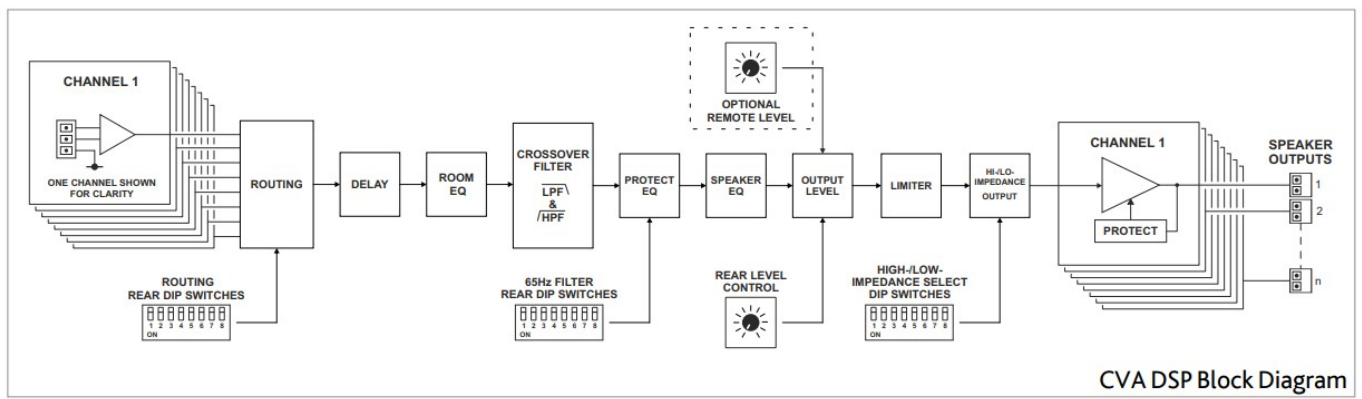 CHANNEL 1
ONE CHANNEL SHOWN
FOR CLARITY
ROUTING
ROUTING
REAR DIP SWITCHES
1 2 3 4 5 6 7 8
ON
DELAY
ROOM
EQ
CROSSOVER
FILTER
LPF
&
HPF
65Hz FILTER
REAR DIP SWITCHES
1 2 3 4 5 6 7 8
ON
PROTECT
EQ
SPEAKER
EQ
OPTIONAL
REMOTE LEVEL
OUTPUT
LEVEL
REAR LEVEL
CONTROL
LIMITER
HIGH-/LOW-
IMPEDANCE SELECT
DIP SWITCHES
1 2 3 4 5 6 7 8
ON
HI-/LO-
IMPEDANCE
OUTPUT
CHANNEL 1
PROTECT
SPEAKER
OUTPUTS
1
2
n
CVA DSP Block Diagram